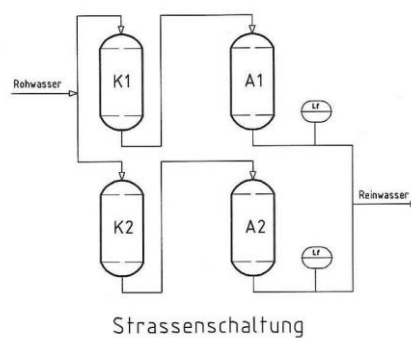 K1
A1
Lf
Rohwasser
K2
A2
Reinwasser
Lf
Strassenschaltung